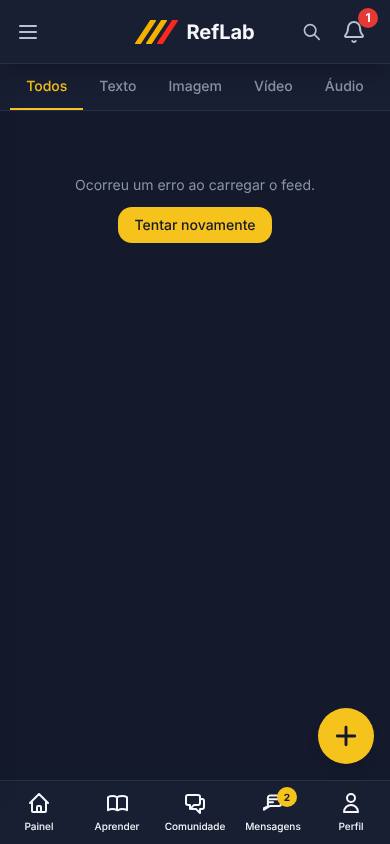 RefLab
1
Todos
Texto
Imagem
Vídeo
Áudio
Ocorreu um erro ao carregar o feed.
Tentar novamente
2
Painel
Aprender
Comunidade
Mensagens
Perfil